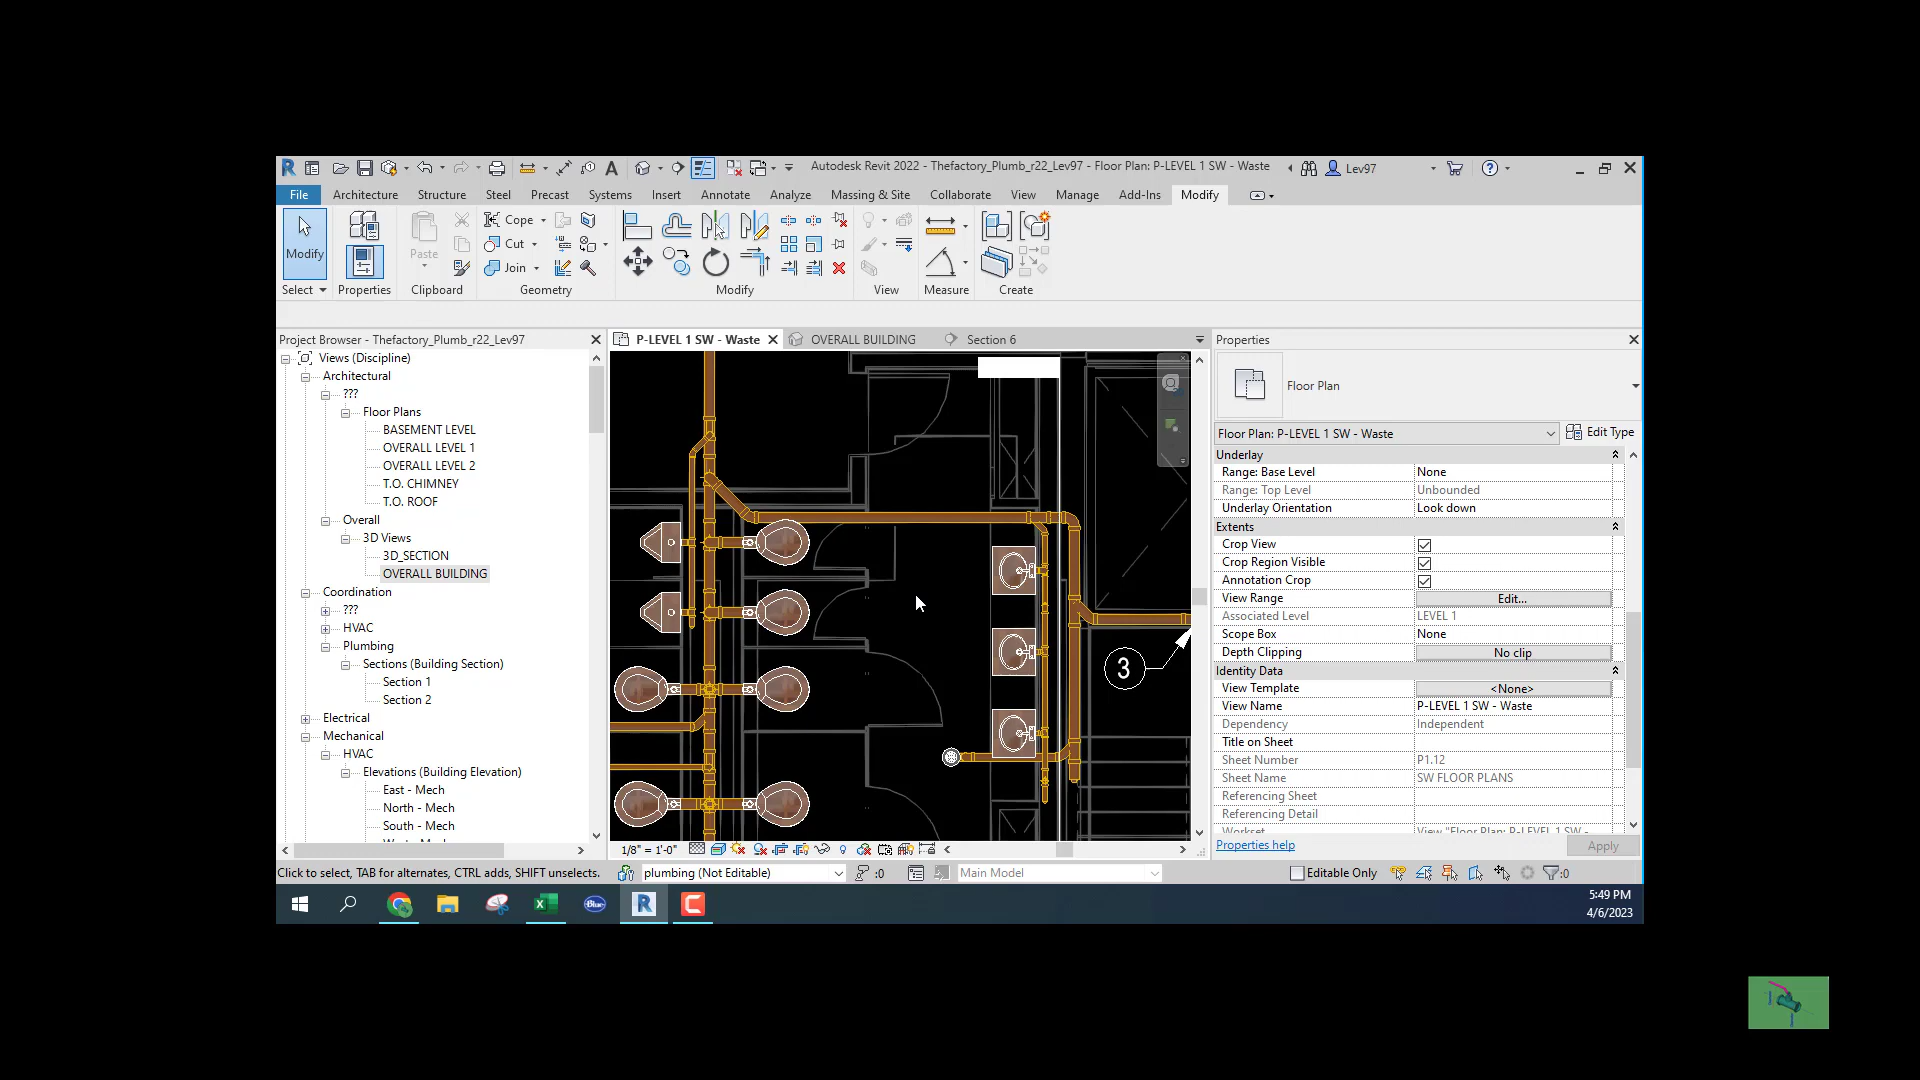 Autodesk Revit 2022 - Thefactory_Plumb_r22_Lev97 - Floor Plan: P-LEVEL 1 SW - Waste
Lev97
File Architecture Structure Steel Precast Systems Insert Annotate Analyze Massing & Site Collaborate View Manage Add-Ins Modify
Modify
Paste
Cope
Cut
Join
Select Properties Clipboard Geometry Modify View Measure Create
Project Browser - Thefactory_Plumb_r22_Lev97
Views (Discipline)
Architectural
???
Floor Plans
BASEMENT LEVEL
OVERALL LEVEL 1
OVERALL LEVEL 2
T.O. CHIMNEY
T.O. ROOF
Overall
3D Views
3D_SECTION
OVERALL BUILDING
Coordination
???
HVAC
Plumbing
Sections (Building Section)
Section 1
Section 2
Electrical
Mechanical
HVAC
Elevations (Building Elevation)
East - Mech
North - Mech
South - Mech
P-LEVEL 1 SW - Waste
OVERALL BUILDING
Section 6
3
1/8" = 1'-0"
Properties
Floor Plan
Floor Plan: P-LEVEL 1 SW - Waste
Edit Type
Underlay
Range: Base Level None
Range: Top Level Unbounded
Underlay Orientation Look down
Extents
Crop View
Crop Region Visible
Annotation Crop
View Range Edit...
Associated Level LEVEL 1
Scope Box None
Depth Clipping No clip
Identity Data
View Template <None>
View Name P-LEVEL 1 SW - Waste
Dependency Independent
Title on Sheet
Sheet Number P1.12
Sheet Name SW FLOOR PLANS
Referencing Sheet
Referencing Detail
Workset View "Floor Plan: P-LEVEL 1 SW -
Properties help
Apply
Click to select, TAB for alternates, CTRL adds, SHIFT unselects.
plumbing (Not Editable)
:0
Main Model
Editable Only
:0
5:49 PM
4/6/2023